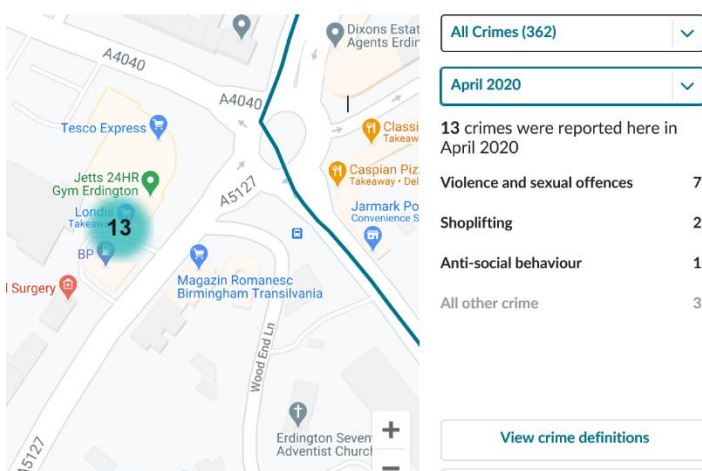 Dixons Estat
Agents Erdin
A4040
A4040
Tesco Express
Classi
Takeaw
Jetts 24HR
Gym Erdington
Caspian Piz
Takeaway • Del
A5127
Londis
Takeaw
13
Jarmark Po
Convenience S
BP
l Surgery
Magazin Romanesc
Birmingham Transilvania
Wood End Ln
Erdington Seven
Adventist Churc
A5127
+
−
All Crimes (362)
April 2020
13 crimes were reported here in
April 2020
Violence and sexual offences 7
Shoplifting 2
Anti-social behaviour 1
All other crime 3
View crime definitions